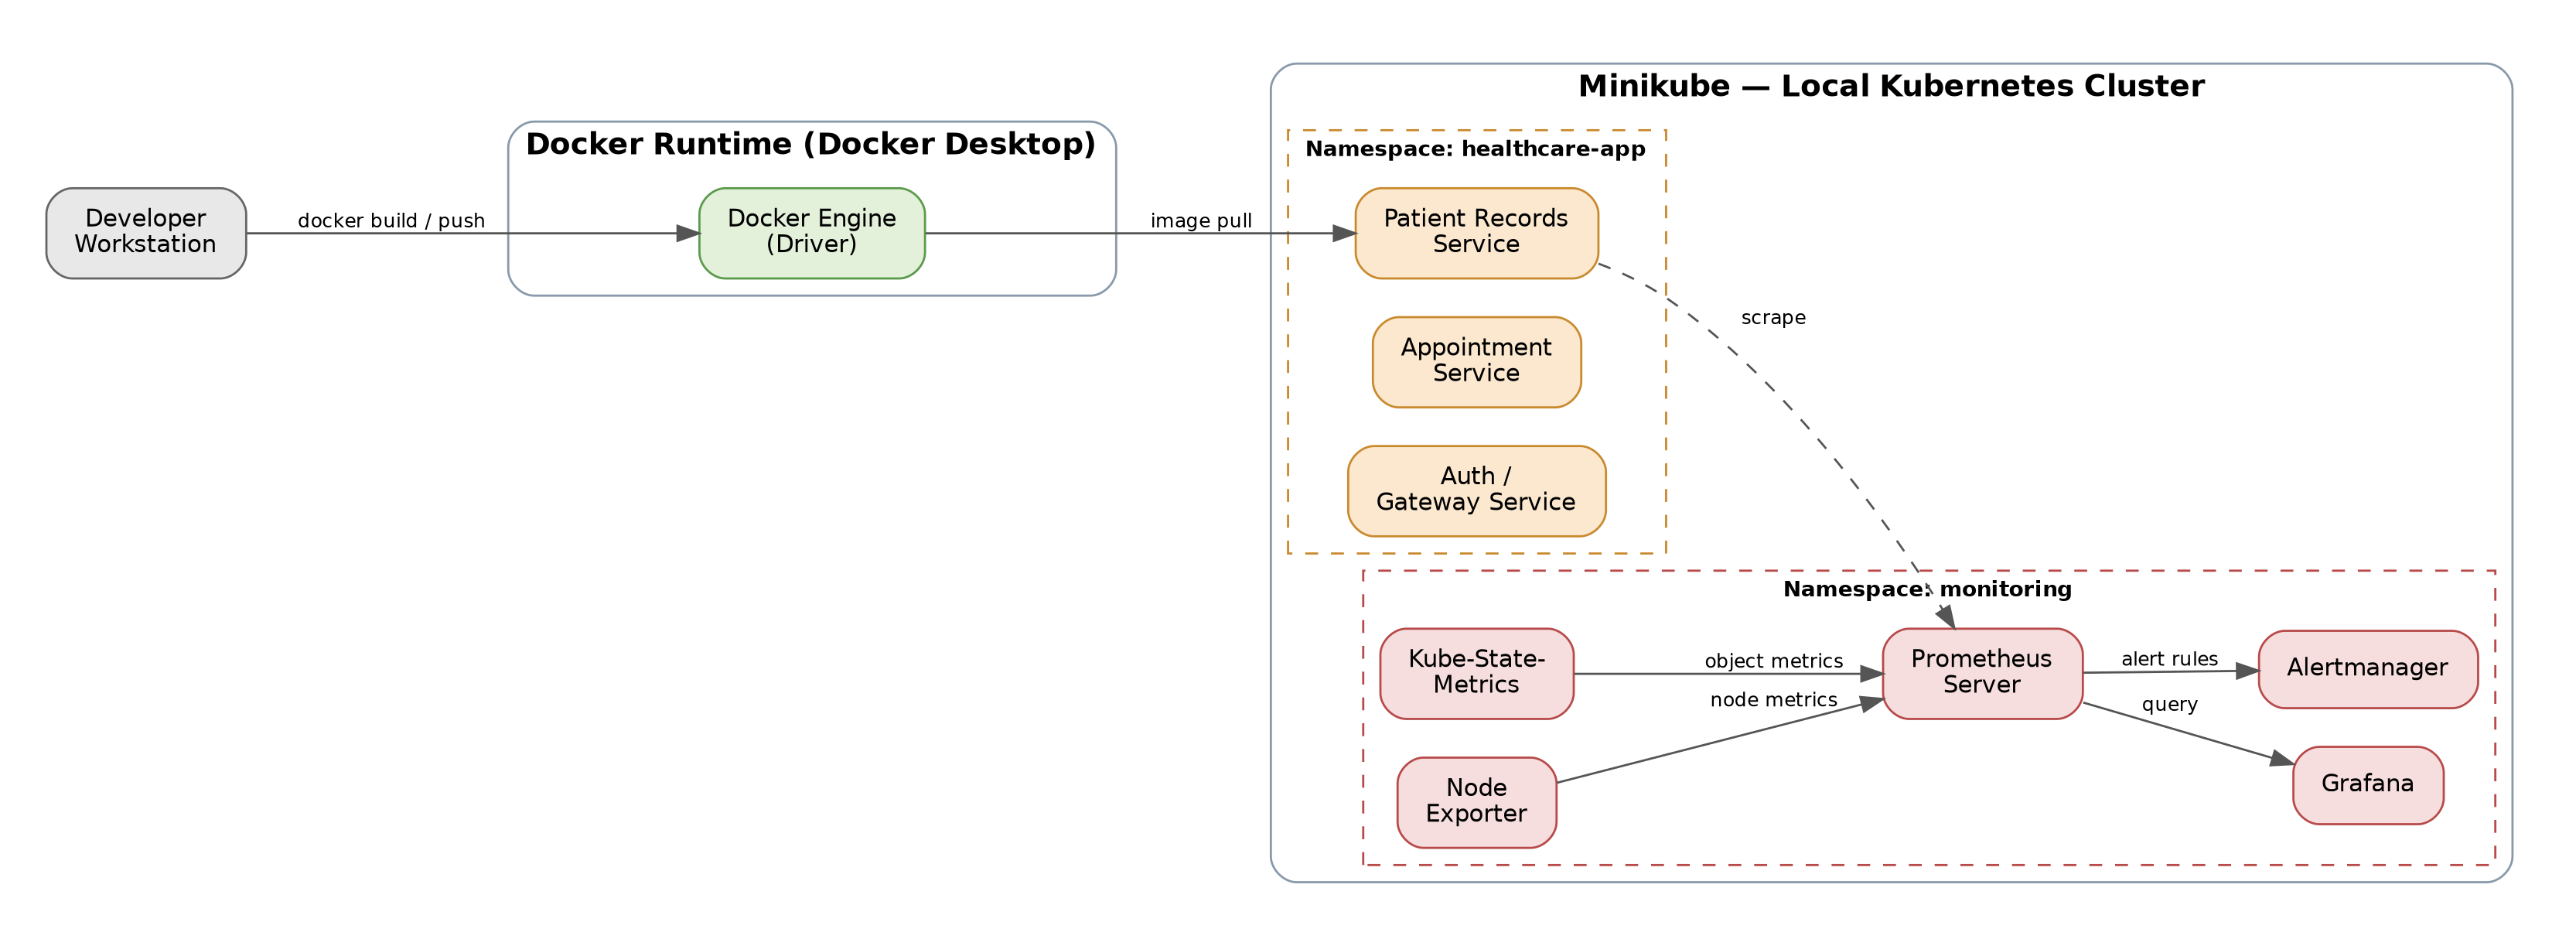 Minikube — Local Kubernetes Cluster
Docker Runtime (Docker Desktop)
Namespace: healthcare-app
Developer
Workstation
docker build / push
Docker Engine
(Driver)
image pull
Patient Records
Service
scrape
Appointment
Service
Auth /
Gateway Service
Namespace: monitoring
Kube-State-
Metrics
object metrics
Prometheus
Server
alert rules
Alertmanager
node metrics
query
Node
Exporter
Grafana